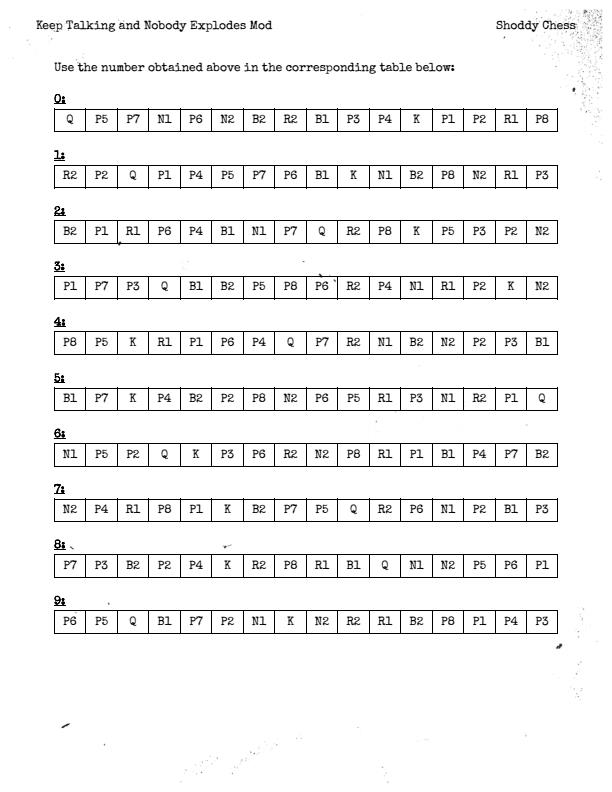 Keep Talking and Nobody Explodes Mod Shoddy Chess
Use the number obtained above in the corresponding table below:
0:
Q P5 P7 N1 P6 N2 B2 R2 B1 P3 P4 K P1 P2 R1 P8
1:
R2 P2 Q P1 P4 P5 P7 P6 B1 K N1 B2 P8 N2 R1 P3
2:
B2 P1 R1 P6 P4 B1 N1 P7 Q R2 P8 K P5 P3 P2 N2
3:
P1 P7 P3 Q B1 B2 P5 P8 P6 R2 P4 N1 R1 P2 K N2
4:
P8 P5 K R1 P1 P6 P4 Q P7 R2 N1 B2 N2 P2 P3 B1
5:
B1 P7 K P4 B2 P2 P8 N2 P6 P5 R1 P3 N1 R2 P1 Q
6:
N1 P5 P2 Q K P3 P6 R2 N2 P8 R1 P1 B1 P4 P7 B2
7:
N2 P4 R1 P8 P1 K B2 P7 P5 Q R2 P6 N1 P2 B1 P3
8:
P7 P3 B2 P2 P4 K R2 P8 R1 B1 Q N1 N2 P5 P6 P1
9:
P6 P5 Q B1 P7 P2 N1 K N2 R2 R1 B2 P8 P1 P4 P3